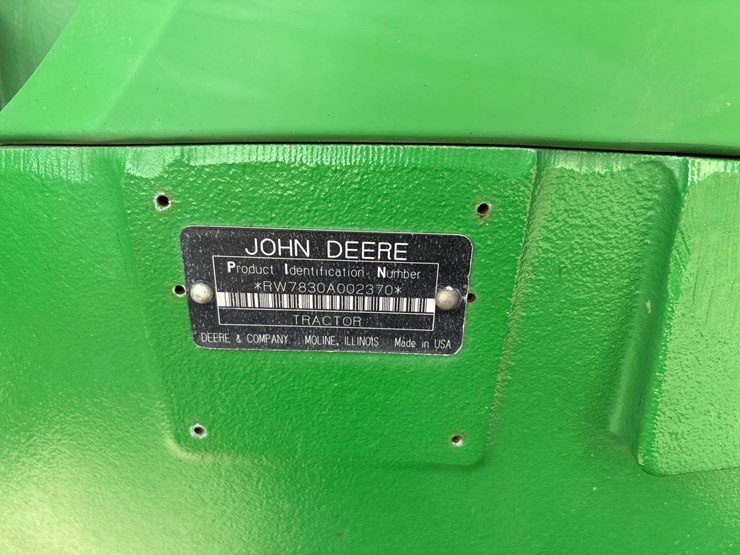 JOHN DEERE
Product Identification Number
*RW7830A002370*
TRACTOR
DEERE & COMPANY MOLINE, ILLINOIS Made in USA